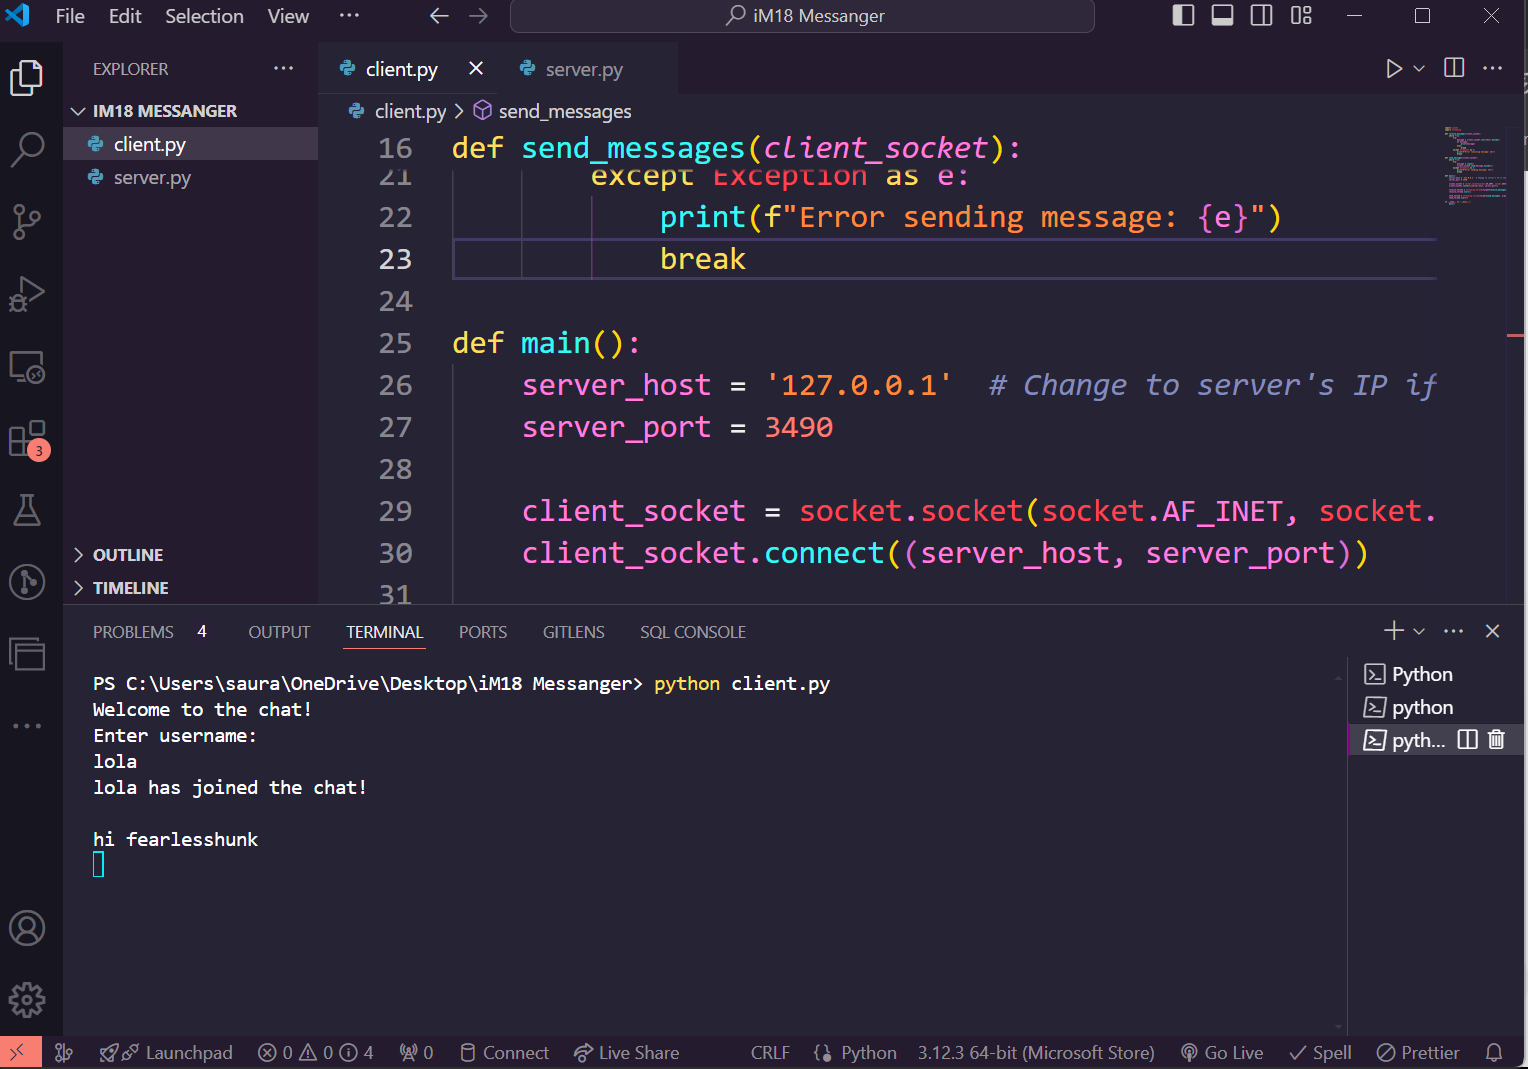 File Edit Selection View ··· iM18 Messanger
EXPLORER ···
client.py server.py
IM18 MESSANGER
client.py > send_messages
client.py
server.py
16 def send_messages(client_socket):
21 except Exception as e:
22 print(f"Error sending message: {e}")
23 break
24
25 def main():
26 server_host = '127.0.0.1' # Change to server's IP if
27 server_port = 3490
28
29 client_socket = socket.socket(socket.AF_INET, socket.
30 client_socket.connect((server_host, server_port))
31
3
OUTLINE
TIMELINE
PROBLEMS 4 OUTPUT TERMINAL PORTS GITLENS SQL CONSOLE
PS C:\Users\saura\OneDrive\Desktop\iM18 Messanger> python client.py
Welcome to the chat!
Enter username:
lola
lola has joined the chat!
hi fearlesshunk
Python
python
pyth...
Launchpad 0 0 4 0 Connect Live Share CRLF Python 3.12.3 64-bit (Microsoft Store) Go Live Spell Prettier